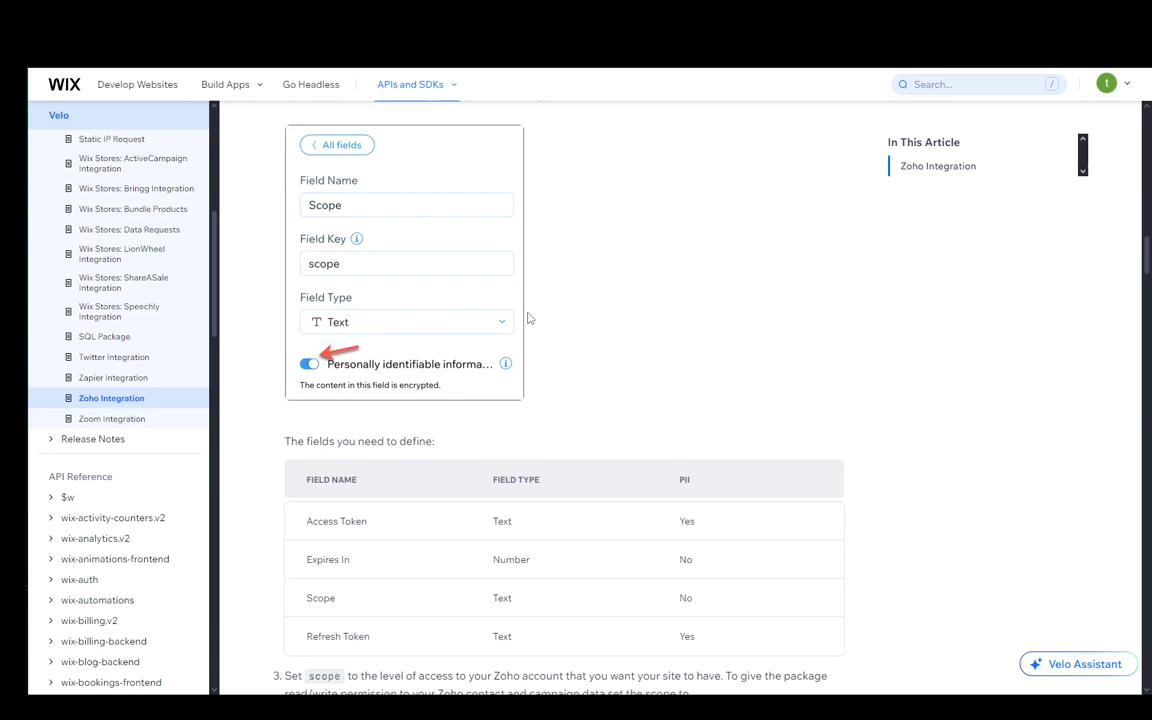 WIX Develop Websites Build Apps Go Headless APIs and SDKs Search... / t
Velo
Static IP Request
Wix Stores: ActiveCampaign
Integration
Wix Stores: Bringg Integration
Wix Stores: Bundle Products
Wix Stores: Data Requests
Wix Stores: LionWheel
Integration
Wix Stores: ShareASale
Integration
Wix Stores: Speechly
Integration
SQL Package
Twitter Integration
Zapier Integration
Zoho Integration
Zoom Integration
Release Notes
API Reference
$w
wix-activity-counters.v2
wix-analytics.v2
wix-animations-frontend
wix-auth
wix-automations
wix-billing.v2
wix-billing-backend
wix-blog-backend
wix-bookings-frontend
All fields
Field Name
Scope
Field Key
scope
Field Type
Text
Personally identifiable informa...
The content in this field is encrypted.
The fields you need to define:
FIELD NAME FIELD TYPE PII
Access Token Text Yes
Expires In Number No
Scope Text No
Refresh Token Text Yes
3. Set scope to the level of access to your Zoho account that you want your site to have. To give the package
read/write permission to your Zoho contact and campaign data set the scope to
In This Article
Zoho Integration
Velo Assistant